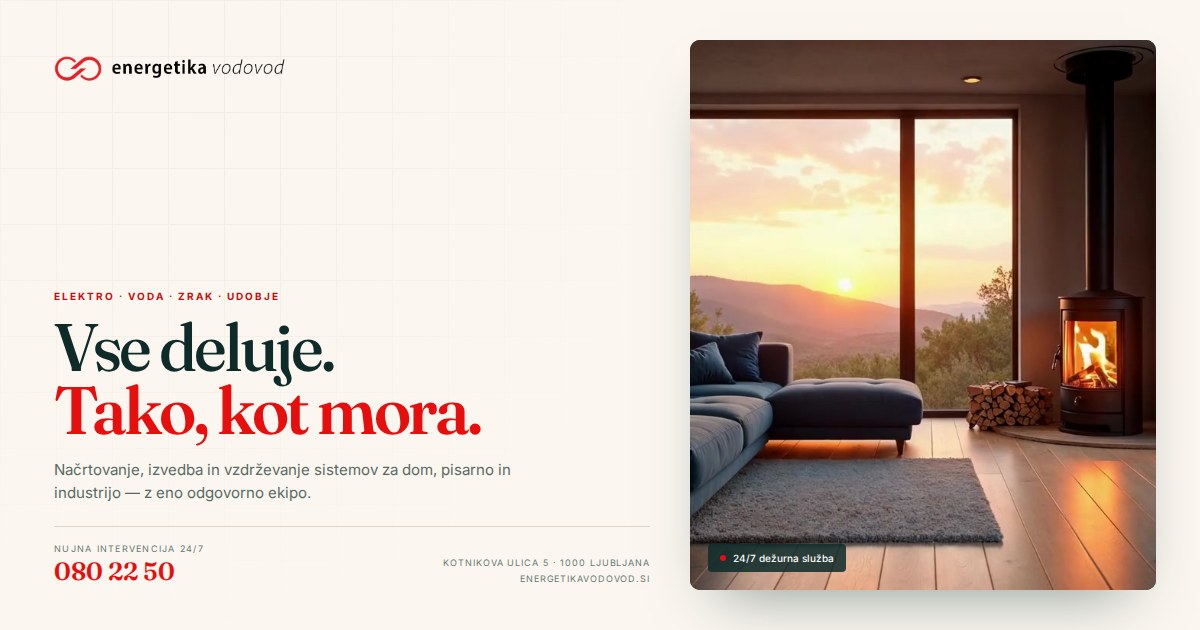 energetika vodovod
ELEKTRO · VODA · ZRAK · UDOBJE
Vse deluje.
Tako, kot mora.
Načrtovanje, izvedba in vzdrževanje sistemov za dom, pisarno in
industrijo — z eno odgovorno ekipo.
NUJNA INTERVENCIJA 24/7
080 22 50
KOTNIKOVA ULICA 5 · 1000 LJUBLJANA
ENERGETIKAVODOVOD.SI
24/7 dežurna služba